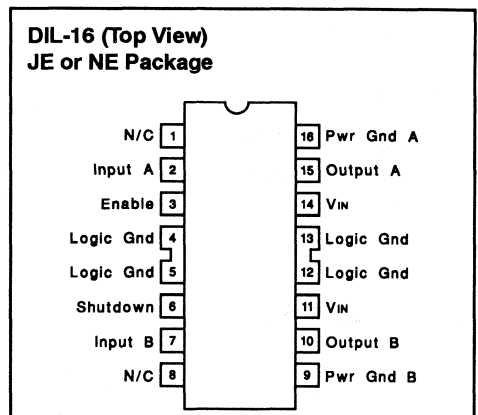 DIL-16 (Top View)
JE or NE Package
N/C 1 16 Pwr Gnd A
Input A 2 15 Output A
Enable 3 14 VIN
Logic Gnd 4 13 Logic Gnd
Logic Gnd 5 12 Logic Gnd
Shutdown 6 11 VIN
Input B 7 10 Output B
N/C 8 9 Pwr Gnd B